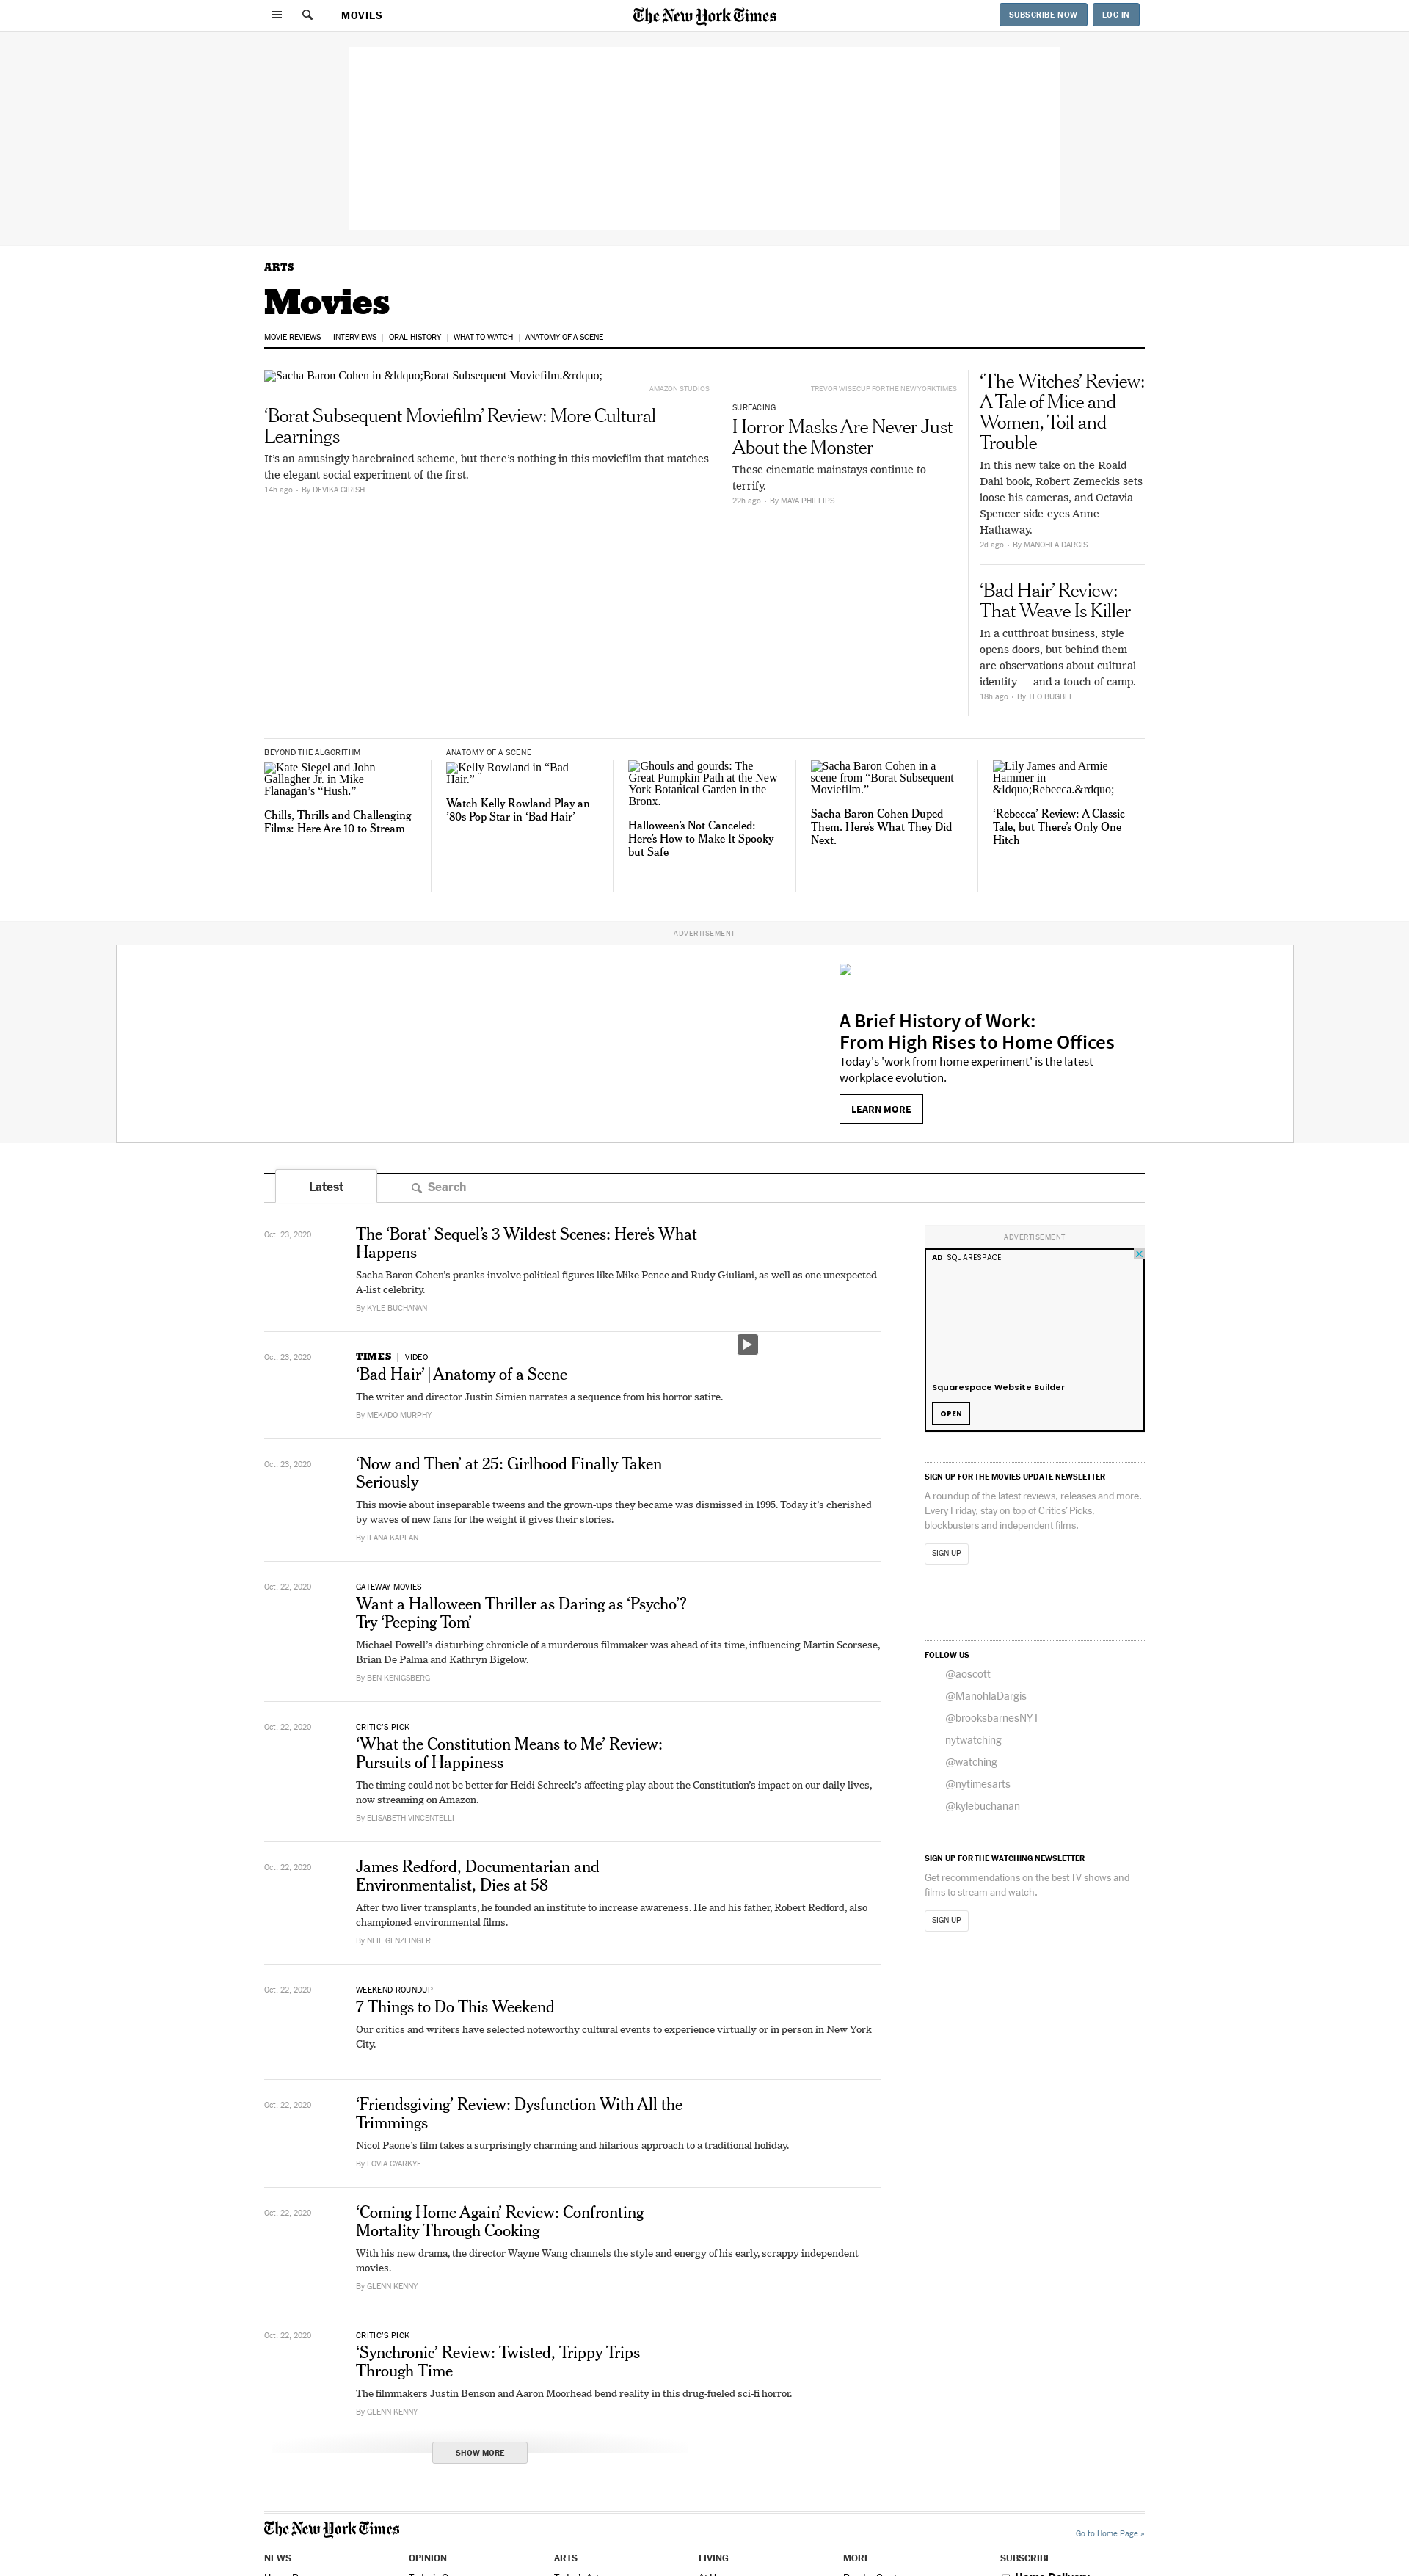 MOVIES
The New York Times
SUBSCRIBE NOW
LOG IN
ARTS
Movies
MOVIE REVIEWS
INTERVIEWS
ORAL HISTORY
WHAT TO WATCH
ANATOMY OF A SCENE
Sacha Baron Cohen in &ldquo;Borat Subsequent Moviefilm.&rdquo;
AMAZON STUDIOS
‘Borat Subsequent Moviefilm’ Review: More Cultural
Learnings
It’s an amusingly harebrained scheme, but there’s nothing in this moviefilm that matches
the elegant social experiment of the first.
14h ago • By DEVIKA GIRISH
TREVOR WISECUP FOR THE NEW YORK TIMES
SURFACING
Horror Masks Are Never Just
About the Monster
These cinematic mainstays continue to
terrify.
22h ago • By MAYA PHILLIPS
‘The Witches’ Review:
A Tale of Mice and
Women, Toil and
Trouble
In this new take on the Roald
Dahl book, Robert Zemeckis sets
loose his cameras, and Octavia
Spencer side-eyes Anne
Hathaway.
2d ago • By MANOHLA DARGIS
‘Bad Hair’ Review:
That Weave Is Killer
In a cutthroat business, style
opens doors, but behind them
are observations about cultural
identity — and a touch of camp.
18h ago • By TEO BUGBEE
BEYOND THE ALGORITHM
Kate Siegel and John
Gallagher Jr. in Mike
Flanagan’s “Hush.”
Chills, Thrills and Challenging
Films: Here Are 10 to Stream
ANATOMY OF A SCENE
Kelly Rowland in “Bad
Hair.”
Watch Kelly Rowland Play an
’80s Pop Star in ‘Bad Hair’
Ghouls and gourds: The
Great Pumpkin Path at the New
York Botanical Garden in the
Bronx.
Halloween’s Not Canceled:
Here’s How to Make It Spooky
but Safe
Sacha Baron Cohen in a
scene from “Borat Subsequent
Moviefilm.”
Sacha Baron Cohen Duped
Them. Here’s What They Did
Next.
Lily James and Armie
Hammer in
&ldquo;Rebecca.&rdquo;
‘Rebecca’ Review: A Classic
Tale, but There’s Only One
Hitch
ADVERTISEMENT
A Brief History of Work:
From High Rises to Home Offices
Today's 'work from home experiment' is the latest
workplace evolution.
LEARN MORE
Latest
Search
Oct. 23, 2020
The ‘Borat’ Sequel’s 3 Wildest Scenes: Here’s What
Happens
Sacha Baron Cohen’s pranks involve political figures like Mike Pence and Rudy Giuliani, as well as one unexpected
A-list celebrity.
By KYLE BUCHANAN
Oct. 23, 2020
TIMES VIDEO
‘Bad Hair’ | Anatomy of a Scene
The writer and director Justin Simien narrates a sequence from his horror satire.
By MEKADO MURPHY
Oct. 23, 2020
‘Now and Then’ at 25: Girlhood Finally Taken
Seriously
This movie about inseparable tweens and the grown-ups they became was dismissed in 1995. Today it’s cherished
by waves of new fans for the weight it gives their stories.
By ILANA KAPLAN
Oct. 22, 2020
GATEWAY MOVIES
Want a Halloween Thriller as Daring as ‘Psycho’?
Try ‘Peeping Tom’
Michael Powell’s disturbing chronicle of a murderous filmmaker was ahead of its time, influencing Martin Scorsese,
Brian De Palma and Kathryn Bigelow.
By BEN KENIGSBERG
Oct. 22, 2020
CRITIC’S PICK
‘What the Constitution Means to Me’ Review:
Pursuits of Happiness
The timing could not be better for Heidi Schreck’s affecting play about the Constitution’s impact on our daily lives,
now streaming on Amazon.
By ELISABETH VINCENTELLI
Oct. 22, 2020
James Redford, Documentarian and
Environmentalist, Dies at 58
After two liver transplants, he founded an institute to increase awareness. He and his father, Robert Redford, also
championed environmental films.
By NEIL GENZLINGER
Oct. 22, 2020
WEEKEND ROUNDUP
7 Things to Do This Weekend
Our critics and writers have selected noteworthy cultural events to experience virtually or in person in New York
City.
Oct. 22, 2020
‘Friendsgiving’ Review: Dysfunction With All the
Trimmings
Nicol Paone’s film takes a surprisingly charming and hilarious approach to a traditional holiday.
By LOVIA GYARKYE
Oct. 22, 2020
‘Coming Home Again’ Review: Confronting
Mortality Through Cooking
With his new drama, the director Wayne Wang channels the style and energy of his early, scrappy independent
movies.
By GLENN KENNY
Oct. 22, 2020
CRITIC’S PICK
‘Synchronic’ Review: Twisted, Trippy Trips
Through Time
The filmmakers Justin Benson and Aaron Moorhead bend reality in this drug-fueled sci-fi horror.
By GLENN KENNY
SHOW MORE
ADVERTISEMENT
AD SQUARESPACE
Squarespace Website Builder
OPEN
SIGN UP FOR THE MOVIES UPDATE NEWSLETTER
A roundup of the latest reviews, releases and more.
Every Friday, stay on top of Critics’ Picks,
blockbusters and independent films.
SIGN UP
FOLLOW US
@aoscott
@ManohlaDargis
@brooksbarnesNYT
nytwatching
@watching
@nytimesarts
@kylebuchanan
SIGN UP FOR THE WATCHING NEWSLETTER
Get recommendations on the best TV shows and
films to stream and watch.
SIGN UP
The New York Times
Go to Home Page »
NEWS
OPINION
ARTS
LIVING
MORE
SUBSCRIBE